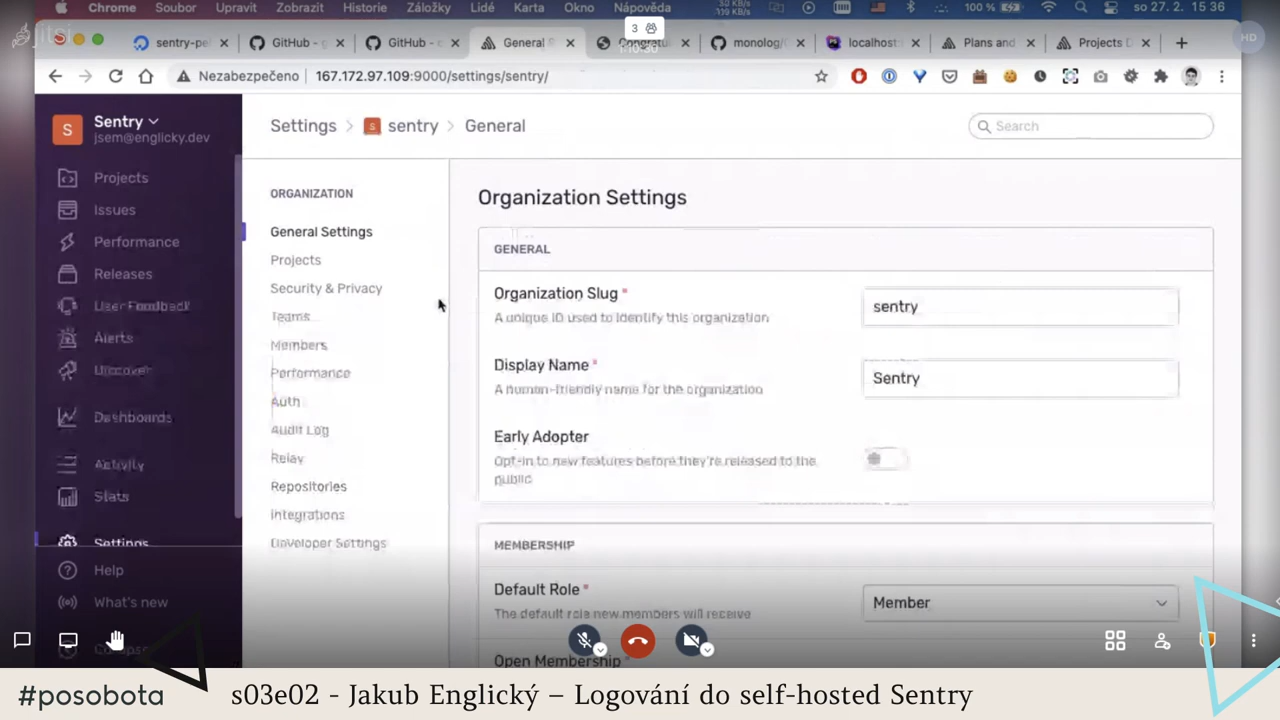 Chrome Soubor Upravit Zobrazit Historie Záložky Lidé Karta Okno Nápověda 100 % so 27. 2. 15 36
3
GitHub - GitHub - General monolog/ localhost: Plans and Projects
HD
Nezabezpečeno 167.172.97.109:9000/settings/sentry/
S Sentry
jsem@englicky.dev
Projects
Issues
Performance
Releases
User Feedback
Alerts
Discover
Dashboards
Activity
Stats
Settings
Help
What's new
Collapse
Settings > S sentry > General
Search
ORGANIZATION
General Settings
Projects
Security & Privacy
Teams
Members
Performance
Auth
Audit Log
Relay
Repositories
Integrations
Developer Settings
Organization Settings
GENERAL
Organization Slug *
A unique ID used to identify this organization
sentry
Display Name *
A human-friendly name for the organization
Sentry
Early Adopter
Opt-in to new features before they're released to the
public
MEMBERSHIP
Default Role *
The default role new members will receive
Member
Open Membership *
#posobota s03e02 - Jakub Englický – Logování do self-hosted Sentry